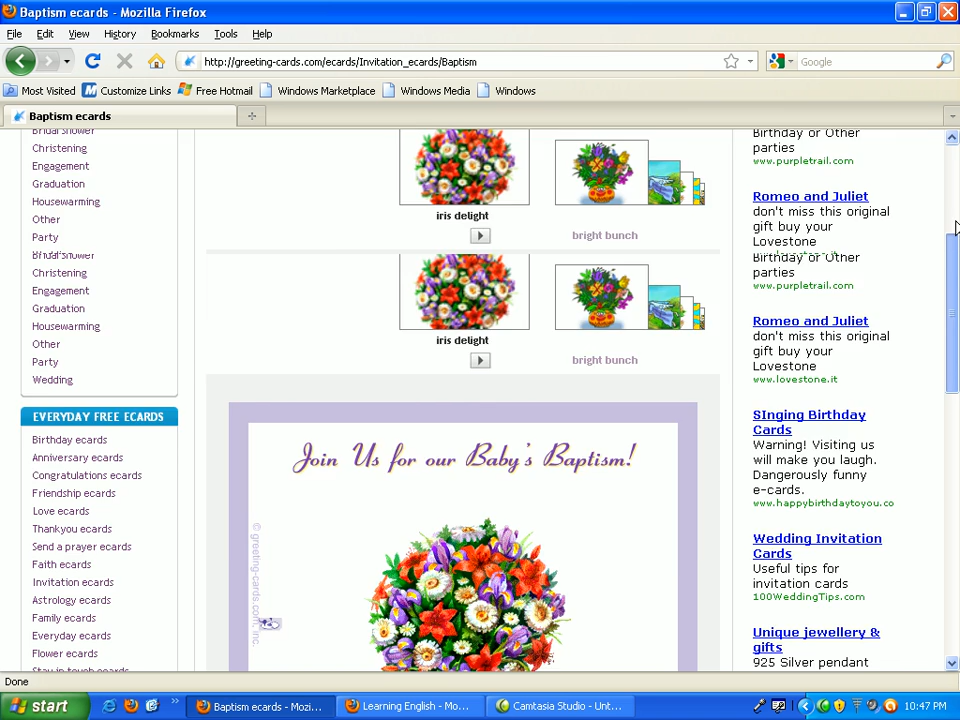 Baptism ecards - Mozilla Firefox
File Edit View History Bookmarks Tools Help
http://greeting-cards.com/ecards/Invitation_ecards/Baptism
Google
Most Visited Customize Links Free Hotmail Windows Marketplace Windows Media Windows
Baptism ecards
Bridal Shower
Christening
Engagement
Graduation
Housewarming
Other
Party
Bridal Shower
Christening
Engagement
Graduation
Housewarming
Other
Party
Wedding
EVERYDAY FREE ECARDS
Birthday ecards
Anniversary ecards
Congratulations ecards
Friendship ecards
Love ecards
Thankyou ecards
Send a prayer ecards
Faith ecards
Invitation ecards
Astrology ecards
Family ecards
Everyday ecards
Flower ecards
Stay in touch ecards
iris delight
bright bunch
iris delight
bright bunch
Join Us for our Baby's Baptism!
© greeting-cards.com, inc.
Birthday or Other
parties
www.purpletrail.com
Romeo and Juliet
don't miss this original
gift buy your
Lovestone
Birthday or Other
parties
www.purpletrail.com
Romeo and Juliet
don't miss this original
gift buy your
Lovestone
www.lovestone.it
SInging Birthday
Cards
Warning! Visiting us
will make you laugh.
Dangerously funny
e-cards.
www.happybirthdaytoyou.co
Wedding Invitation
Cards
Useful tips for
invitation cards
100WeddingTips.com
Unique jewellery &
gifts
925 Silver pendant
Done
start
Baptism ecards - Mozi...
Learning English - Mo...
Camtasia Studio - Unt...
10:47 PM